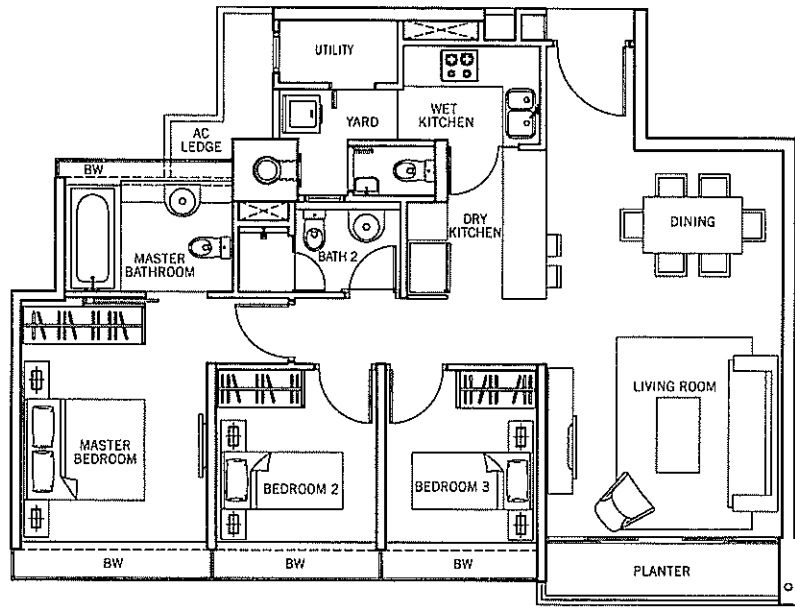 UTILITY
YARD
WET
KITCHEN
AC
LEDGE
BW
DRY
KITCHEN
DINING
MASTER
BATHROOM
BATH 2
LIVING ROOM
MASTER
BEDROOM
BEDROOM 2
BEDROOM 3
BW
BW
BW
PLANTER